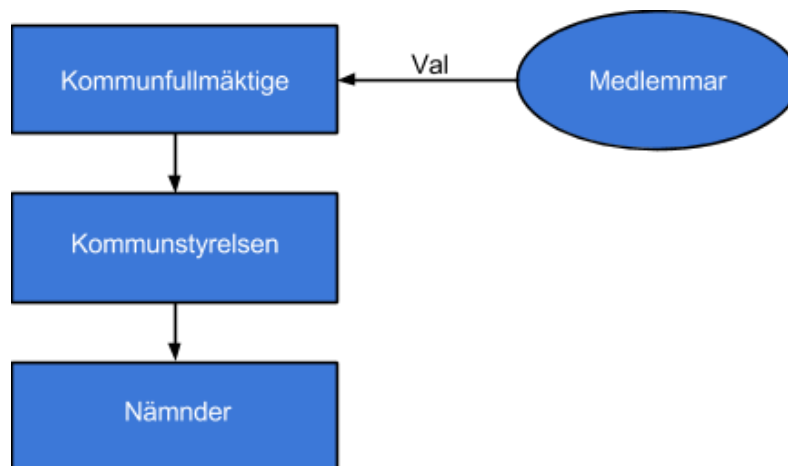 Kommunfullmäktige
Val
Medlemmar
Kommunstyrelsen
Nämnder